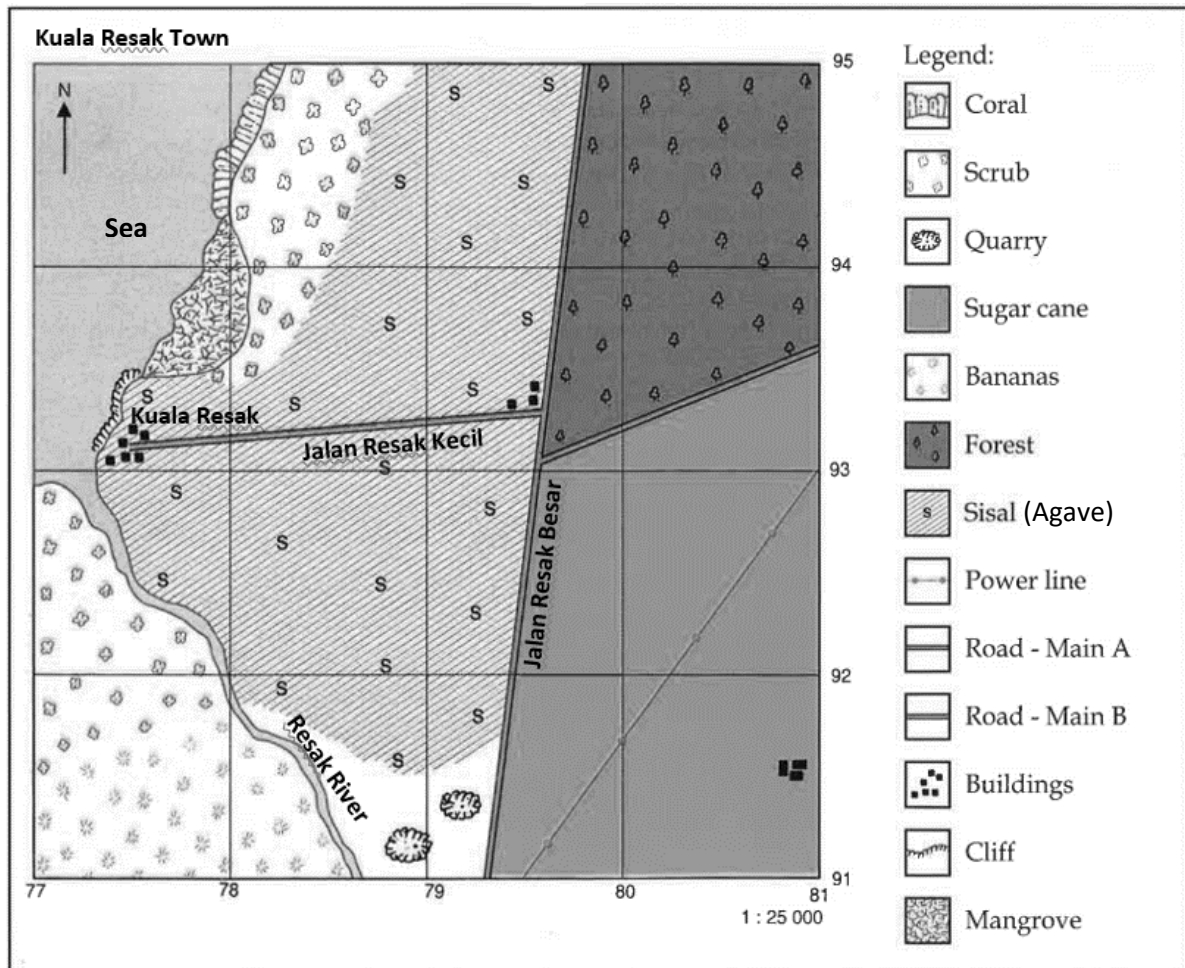 Kuala Resak Town
N
Sea
Kuala Resak
Jalan Resak Kecil
Jalan Resak Besar
Resak River
S S
S S
S
S S
S
S S
S
S
S S
S S
S S
S S
S
95
94
93
92
91
77 78 79 80 81
1 : 25 000
Legend:
Coral
Scrub
Quarry
Sugar cane
Bananas
Forest
S Sisal (Agave)
Power line
Road - Main A
Road - Main B
Buildings
Cliff
Mangrove